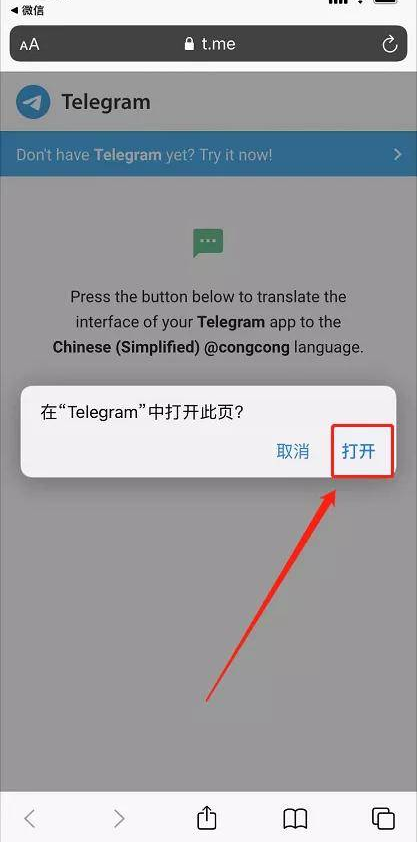 微信
AA t.me
Telegram
Don't have Telegram yet? Try it now!
Press the button below to translate the
interface of your Telegram app to the
Chinese (Simplified) @congcong language.
在“Telegram”中打开此页?
取消 打开